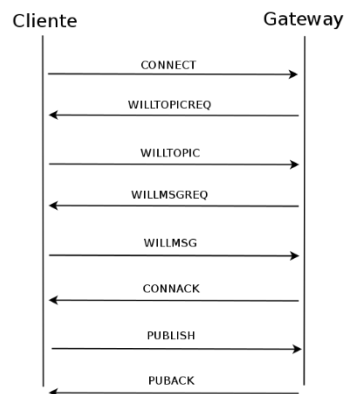 Cliente
Gateway
CONNECT
WILLTOPICREQ
WILLTOPIC
WILLMSGREQ
WILLMSG
CONNACK
PUBLISH
PUBACK